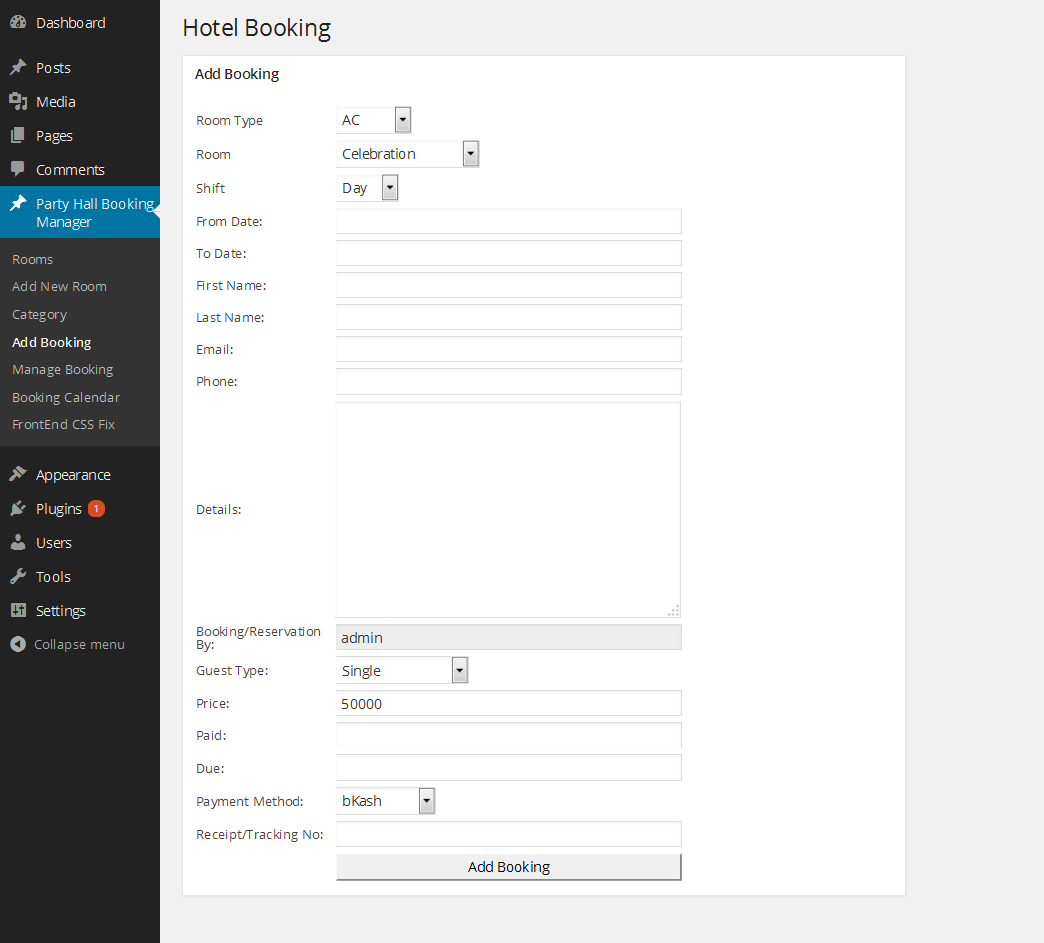 Dashboard
Posts
Media
Pages
Comments
Party Hall Booking
Manager
Rooms
Add New Room
Category
Add Booking
Manage Booking
Booking Calendar
FrontEnd CSS Fix
Appearance
Plugins 1
Users
Tools
Settings
Collapse menu
Hotel Booking
Add Booking
Room Type AC
Room Celebration
Shift Day
From Date:
To Date:
First Name:
Last Name:
Email:
Phone:
Details:
Booking/Reservation
By: admin
Guest Type: Single
Price: 50000
Paid:
Due:
Payment Method: bKash
Receipt/Tracking No:
Add Booking